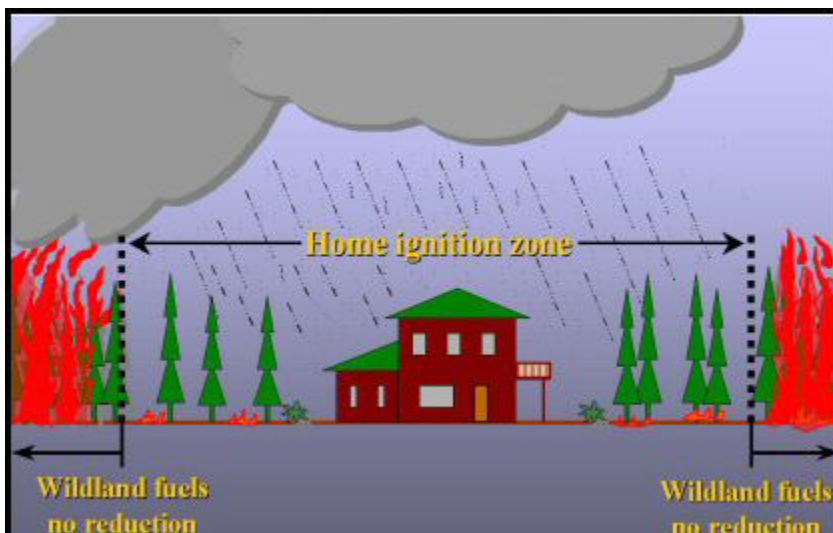 Home ignition zone
Wildland fuels
no reduction
Wildland fuels
no reduction